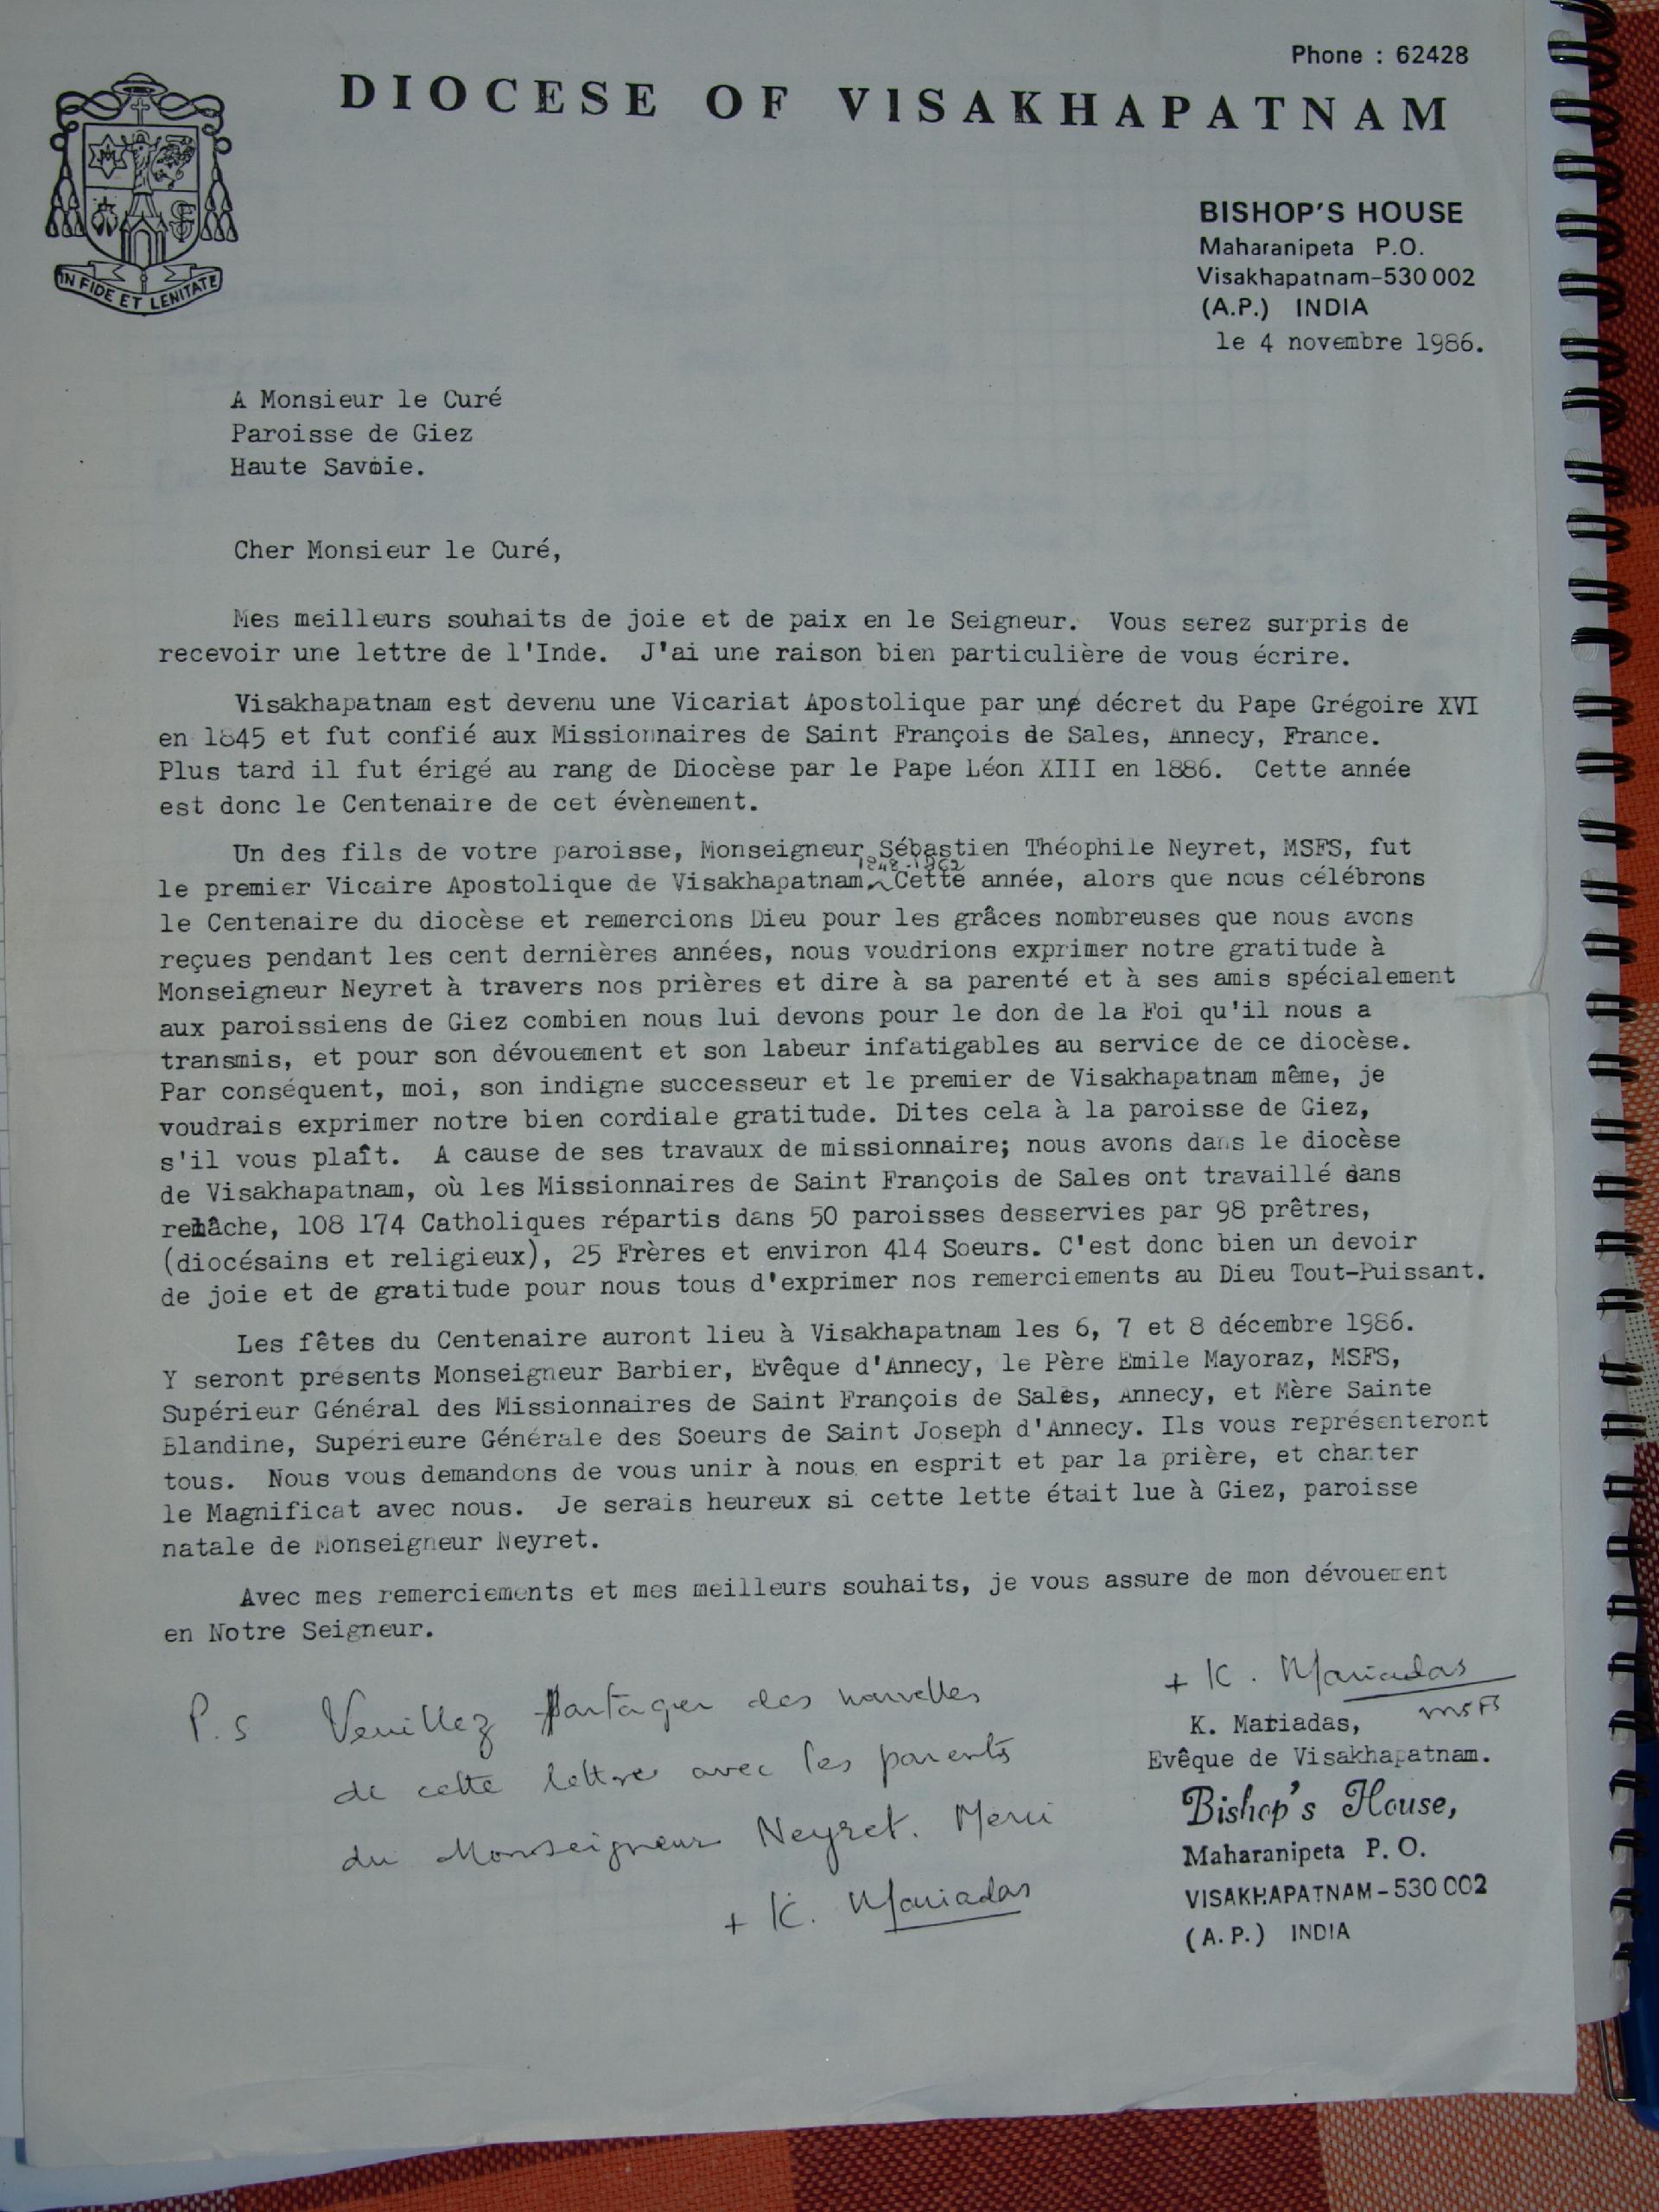 Phone : 62428
DIOCESE OF VISAKHAPATNAM
IN FIDE ET LENITATE
BISHOP'S HOUSE
Maharanipeta P.O.
Visakhapatnam-530 002
(A.P.) INDIA
le 4 novembre 1986.
A Monsieur le Curé
Paroisse de Giez
Haute Savoie.
Cher Monsieur le Curé,
Mes meilleurs souhaits de joie et de paix en le Seigneur. Vous serez surpris de
recevoir une lettre de l'Inde. J'ai une raison bien particulière de vous écrire.
Visakhapatnam est devenu une Vicariat Apostolique par un décret du Pape Grégoire XVI
en 1845 et fut confié aux Missionnaires de Saint François de Sales, Annecy, France.
Plus tard il fut érigé au rang de Diocèse par le Pape Léon XIII en 1886. Cette année
est donc le Centenaire de cet évènement.
Un des fils de votre paroisse, Monseigneur Sébastien Théophile Neyret, MSFS, fut
le premier Vicaire Apostolique de Visakhapatnam. Cette année, alors que nous célébrons
le Centenaire du diocèse et remercions Dieu pour les grâces nombreuses que nous avons
reçues pendant les cent dernières années, nous voudrions exprimer notre gratitude à
Monseigneur Neyret à travers nos prières et dire à sa parenté et à ses amis spécialement
aux paroissiens de Giez combien nous lui devons pour le don de la Foi qu'il nous a
transmis, et pour son dévouement et son labeur infatigables au service de ce diocèse.
Par conséquent, moi, son indigne successeur et le premier de Visakhapatnam même, je
voudrais exprimer notre bien cordiale gratitude. Dites cela à la paroisse de Giez,
s'il vous plaît. A cause de ses travaux de missionnaire; nous avons dans le diocèse
de Visakhapatnam, où les Missionnaires de Saint François de Sales ont travaillé sans
relâche, 108 174 Catholiques répartis dans 50 paroisses desservies par 98 prêtres,
(diocésains et religieux), 25 Frères et environ 414 Soeurs. C'est donc bien un devoir
de joie et de gratitude pour nous tous d'exprimer nos remerciements au Dieu Tout-Puissant.
Les fêtes du Centenaire auront lieu à Visakhapatnam les 6, 7 et 8 décembre 1986.
Y seront présents Monseigneur Barbier, Evêque d'Annecy, le Père Emile Mayoraz, MSFS,
Supérieur Général des Missionnaires de Saint François de Sales, Annecy, et Mère Sainte
Blandine, Supérieure Générale des Soeurs de Saint Joseph d'Annecy. Ils vous représenteront
tous. Nous vous demandons de vous unir à nous en esprit et par la prière, et chanter
le Magnificat avec nous. Je serais heureux si cette lette était lue à Giez, paroisse
natale de Monseigneur Neyret.
Avec mes remerciements et mes meilleurs souhaits, je vous assure de mon dévouement
en Notre Seigneur.
+ K. Mariadas
msfs
K. Mariadas,
Evêque de Visakhapatnam.
Bishop's House,
Maharanipeta P. O.
VISAKHAPATNAM - 530 002
(A. P.) INDIA
P.S Veuillez partager des nouvelles
de cette lettre avec les parents
du Monseigneur Neyret. Merci
+ K. Mariadas